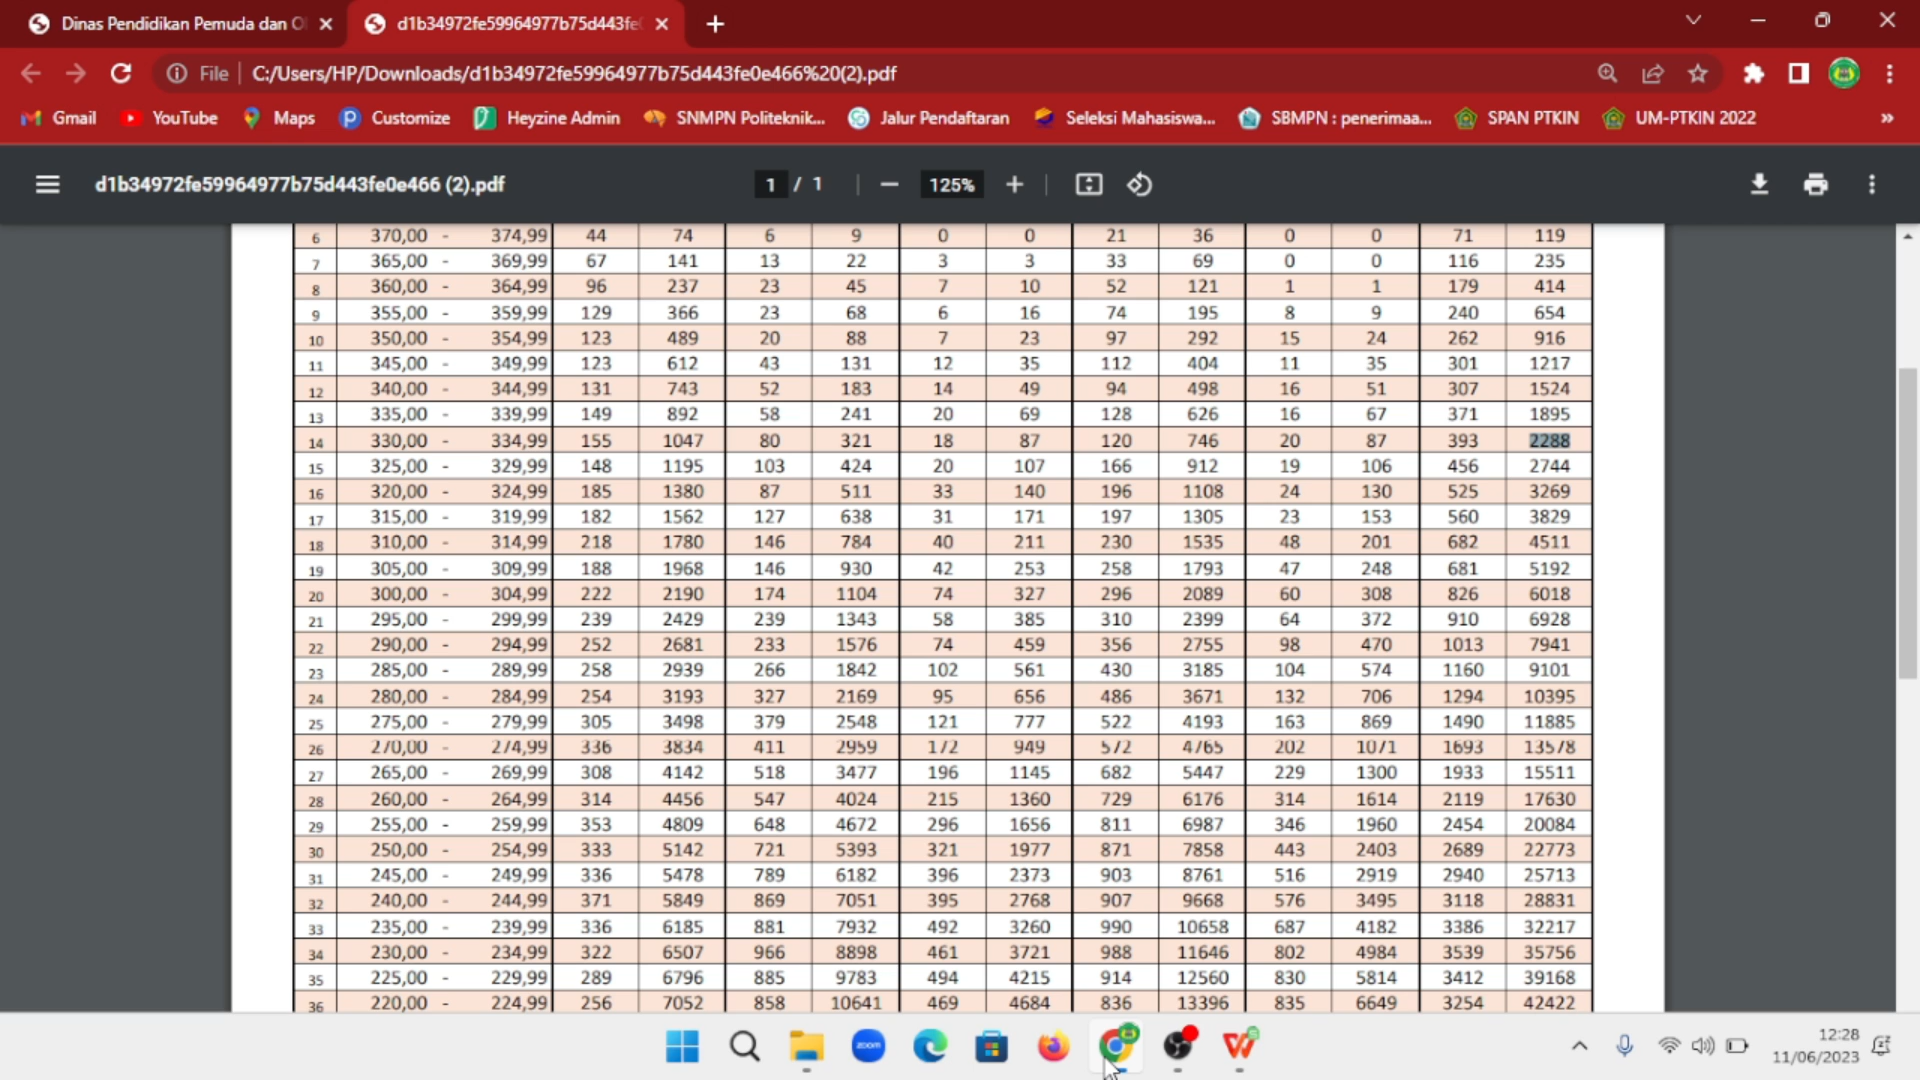 Dinas Pendidikan Pemuda dan Ol
d1b34972fe59964977b75d443fe0
File C:/Users/HP/Downloads/d1b34972fe59964977b75d443fe0e466%20(2).pdf
Gmail YouTube Maps Customize Heyzine Admin SNMPN Politeknik... Jalur Pendaftaran Seleksi Mahasiswa... SBMPN : penerimaa... SPAN PTKIN UM-PTKIN 2022 »
d1b34972fe59964977b75d443fe0e466 (2).pdf 1 / 1 125%
6 370,00 - 374,99 44 74 6 9 0 0 21 36 0 0 71 119
7 365,00 - 369,99 67 141 13 22 3 3 33 69 0 0 116 235
8 360,00 - 364,99 96 237 23 45 7 10 52 121 1 1 179 414
9 355,00 - 359,99 129 366 23 68 6 16 74 195 8 9 240 654
10 350,00 - 354,99 123 489 20 88 7 23 97 292 15 24 262 916
11 345,00 - 349,99 123 612 43 131 12 35 112 404 11 35 301 1217
12 340,00 - 344,99 131 743 52 183 14 49 94 498 16 51 307 1524
13 335,00 - 339,99 149 892 58 241 20 69 128 626 16 67 371 1895
14 330,00 - 334,99 155 1047 80 321 18 87 120 746 20 87 393 2288
15 325,00 - 329,99 148 1195 103 424 20 107 166 912 19 106 456 2744
16 320,00 - 324,99 185 1380 87 511 33 140 196 1108 24 130 525 3269
17 315,00 - 319,99 182 1562 127 638 31 171 197 1305 23 153 560 3829
18 310,00 - 314,99 218 1780 146 784 40 211 230 1535 48 201 682 4511
19 305,00 - 309,99 188 1968 146 930 42 253 258 1793 47 248 681 5192
20 300,00 - 304,99 222 2190 174 1104 74 327 296 2089 60 308 826 6018
21 295,00 - 299,99 239 2429 239 1343 58 385 310 2399 64 372 910 6928
22 290,00 - 294,99 252 2681 233 1576 74 459 356 2755 98 470 1013 7941
23 285,00 - 289,99 258 2939 266 1842 102 561 430 3185 104 574 1160 9101
24 280,00 - 284,99 254 3193 327 2169 95 656 486 3671 132 706 1294 10395
25 275,00 - 279,99 305 3498 379 2548 121 777 522 4193 163 869 1490 11885
26 270,00 - 274,99 336 3834 411 2959 172 949 572 4765 202 1071 1693 13578
27 265,00 - 269,99 308 4142 518 3477 196 1145 682 5447 229 1300 1933 15511
28 260,00 - 264,99 314 4456 547 4024 215 1360 729 6176 314 1614 2119 17630
29 255,00 - 259,99 353 4809 648 4672 296 1656 811 6987 346 1960 2454 20084
30 250,00 - 254,99 333 5142 721 5393 321 1977 871 7858 443 2403 2689 22773
31 245,00 - 249,99 336 5478 789 6182 396 2373 903 8761 516 2919 2940 25713
32 240,00 - 244,99 371 5849 869 7051 395 2768 907 9668 576 3495 3118 28831
33 235,00 - 239,99 336 6185 881 7932 492 3260 990 10658 687 4182 3386 32217
34 230,00 - 234,99 322 6507 966 8898 461 3721 988 11646 802 4984 3539 35756
35 225,00 - 229,99 289 6796 885 9783 494 4215 914 12560 830 5814 3412 39168
36 220,00 - 224,99 256 7052 858 10641 469 4684 836 13396 835 6649 3254 42422
zoom
12:28
11/06/2023